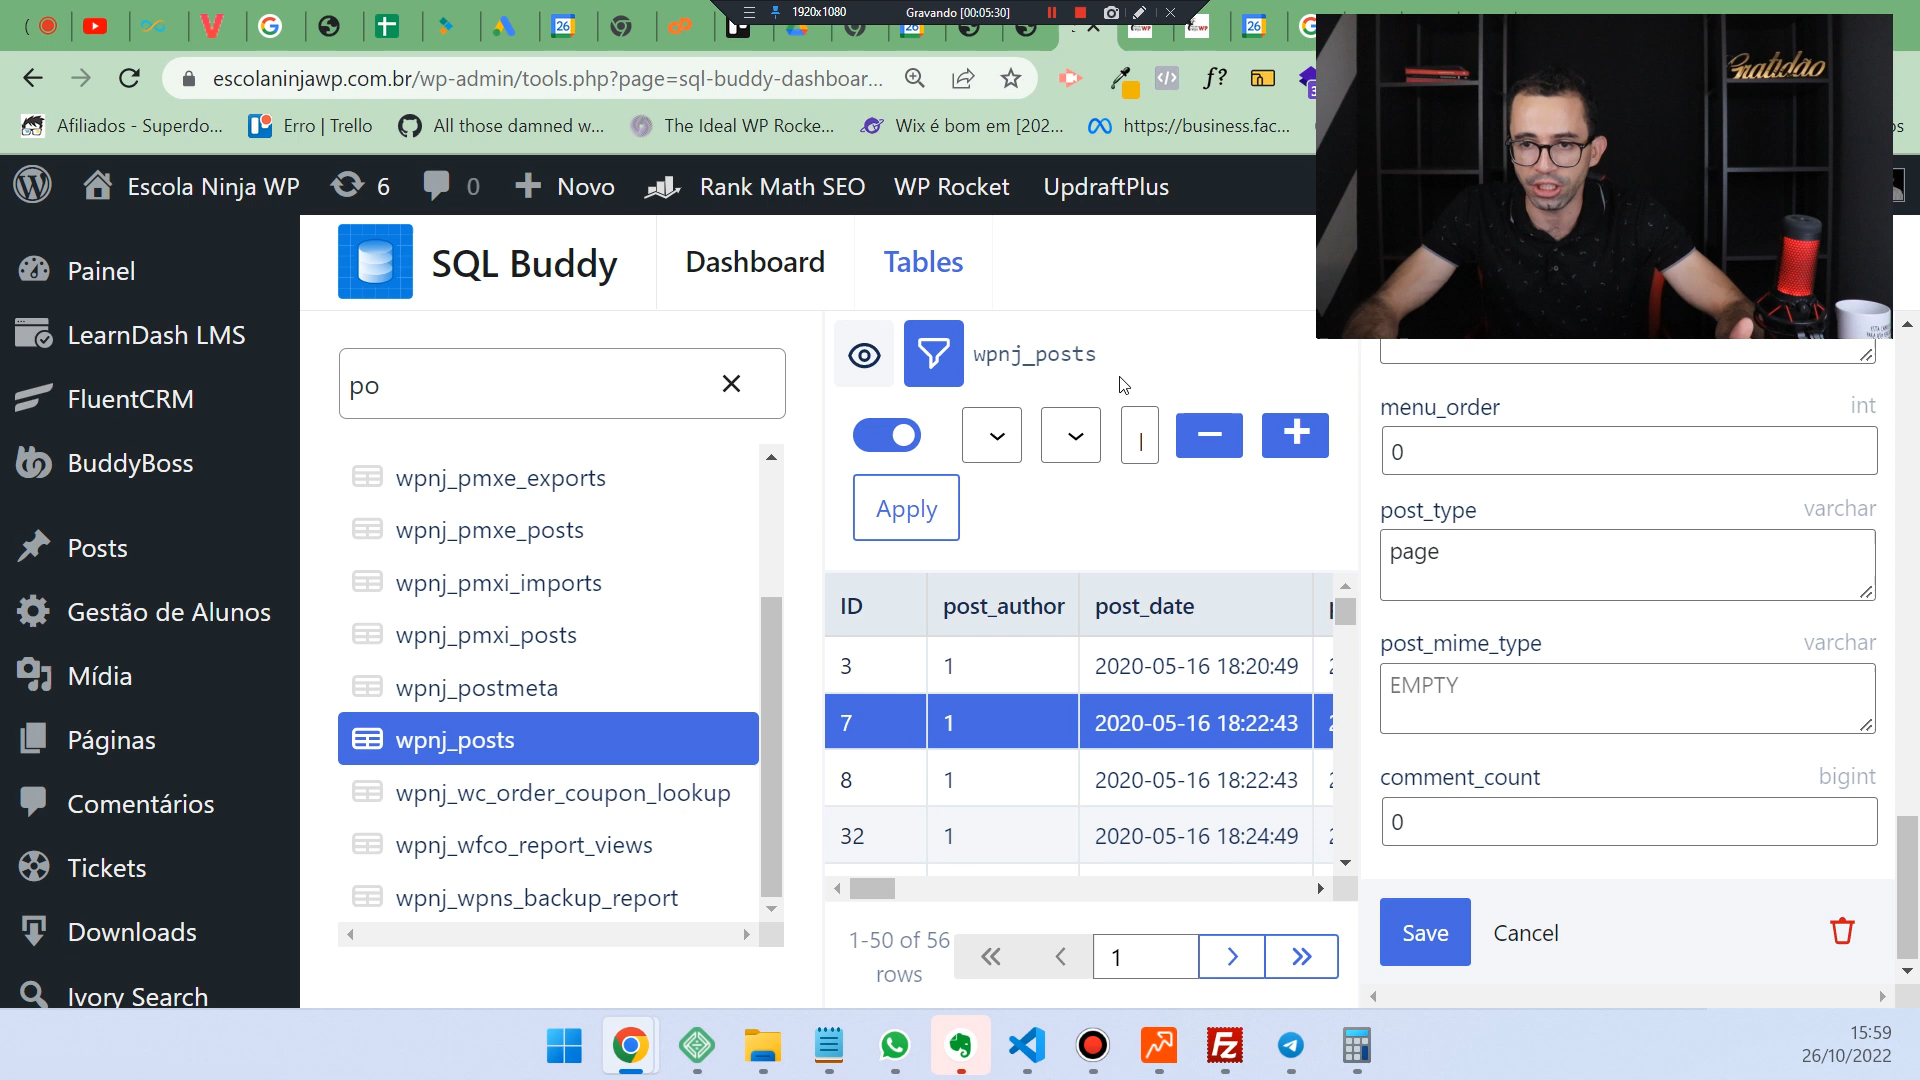 1920x1080
Gravando [00:05:30]
escolaninjawp.com.br/wp-admin/tools.php?page=sql-buddy-dashboar...
f?
Afiliados - Superdo...
Erro | Trello
All those damned w...
The Ideal WP Rocke...
Wix é bom em [202...
https://business.fac...
Gratidão
Escola Ninja WP
6
0
Novo
Rank Math SEO
WP Rocket
UpdraftPlus
Painel
LearnDash LMS
FluentCRM
BuddyBoss
Posts
Gestão de Alunos
Mídia
Páginas
Comentários
Tickets
Downloads
Ivory Search
SQL Buddy
Dashboard
Tables
po
wpnj_pmxe_exports
wpnj_pmxe_posts
wpnj_pmxi_imports
wpnj_pmxi_posts
wpnj_postmeta
wpnj_posts
wpnj_wc_order_coupon_lookup
wpnj_wfco_report_views
wpnj_wpns_backup_report
wpnj_posts
Apply
ID post_author post_date
3 1 2020-05-16 18:20:49
7 1 2020-05-16 18:22:43
8 1 2020-05-16 18:22:43
32 1 2020-05-16 18:24:49
1-50 of 56
rows
1
menu_order int
0
post_type varchar
page
post_mime_type varchar
EMPTY
comment_count bigint
0
Save
Cancel
15:59
26/10/2022